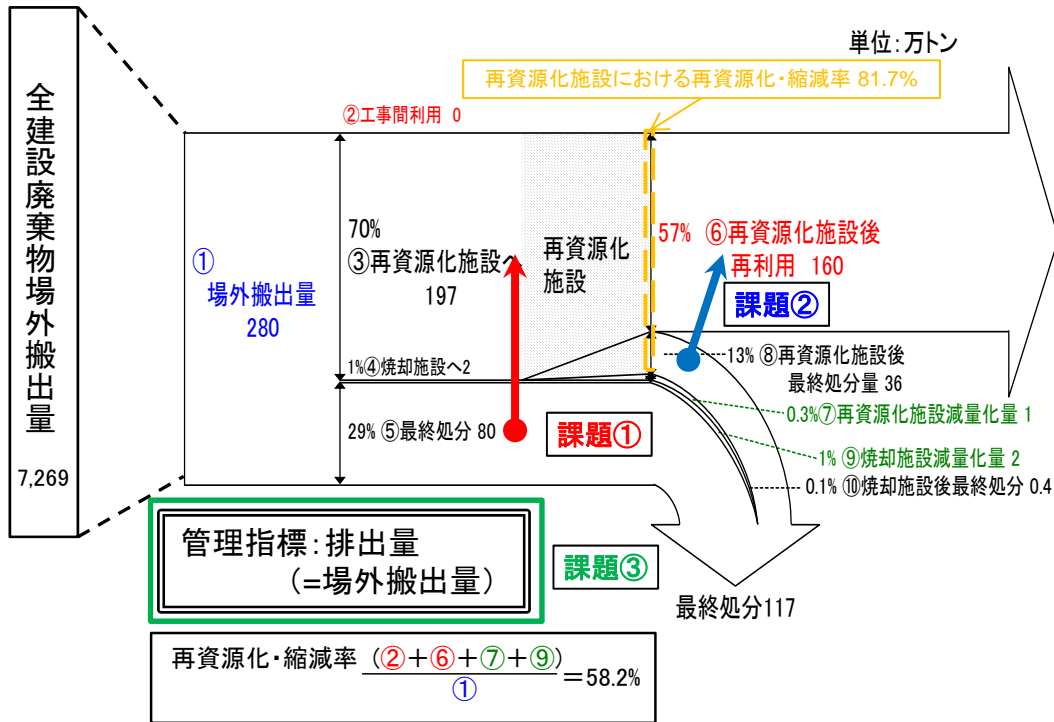 単位：万トン
再資源化施設における再資源化・縮減率 81.7%
全建設廃棄物場外搬出量
7,269
②工事間利用 0
①
場外搬出量
280
70%
③再資源化施設へ
197
再資源化
施設
57% ⑥再資源化施設後
再利用 160
課題②
1%④焼却施設へ2
13% ⑧再資源化施設後
最終処分量 36
0.3%⑦再資源化施設減量化量 1
29% ⑤最終処分 80
課題①
1% ⑨焼却施設減量化量 2
0.1% ⑩焼却施設後最終処分 0.4
管理指標：排出量
（＝場外搬出量）
課題③
最終処分117
再資源化・縮減率 (②＋⑥＋⑦＋⑨)
＝58.2%
①